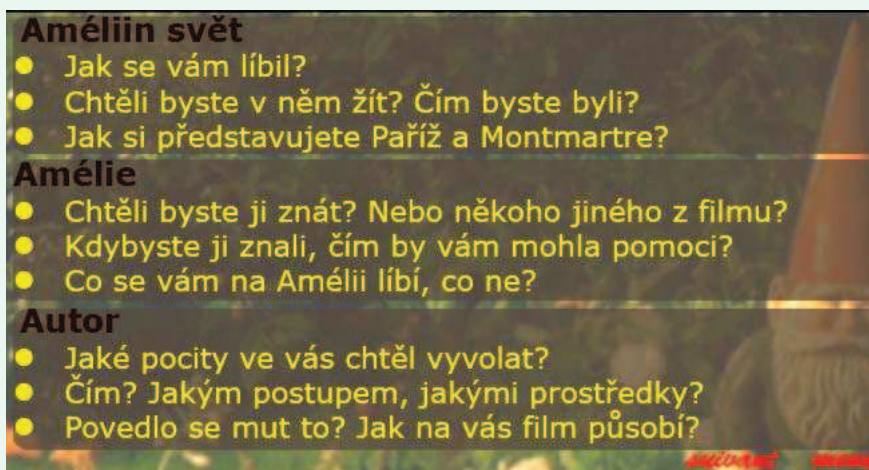 Améliin svět
● Jak se vám líbil?
● Chtěli byste v něm žít? Čím byste byli?
● Jak si představujete Paříž a Montmartre?
Amélie
● Chtěli byste ji znát? Nebo někoho jiného z filmu?
● Kdybyste ji znali, čím by vám mohla pomoci?
● Co se vám na Amélii líbí, co ne?
Autor
● Jaké pocity ve vás chtěl vyvolat?
● Čím? Jakým postupem, jakými prostředky?
● Povedlo se mut to? Jak na vás film působí?
suivant menu